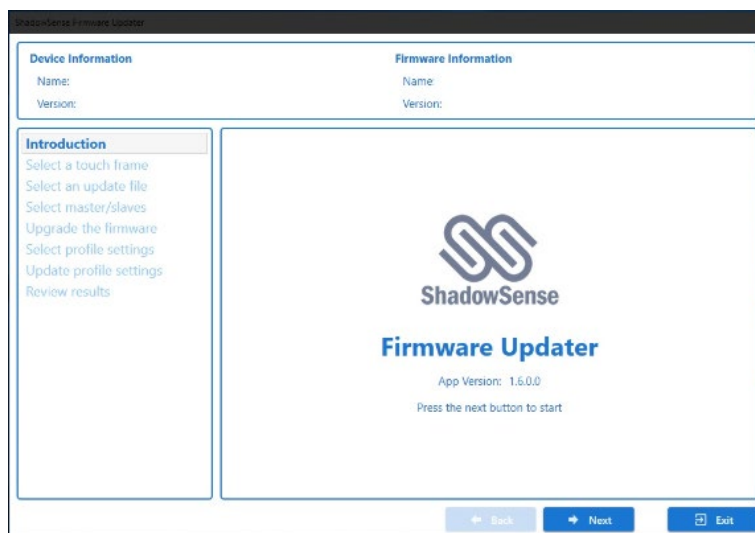 ShadowSense Firmware Updater
Device Information
Name:
Version:
Firmware Information
Name:
Version:
Introduction
Select a touch frame
Select an update file
Select master/slaves
Upgrade the firmware
Select profile settings
Update profile settings
Review results
ShadowSense
Firmware Updater
App Version: 1.6.0.0
Press the next button to start
Back
Next
Exit